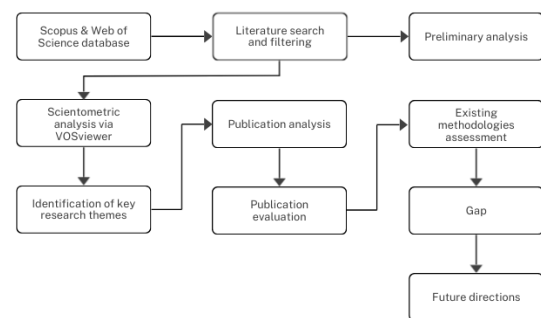 Scopus & Web of
Science database
Literature search
and filtering
Preliminary analysis
Scientometric
analysis via
VOSviewer
Publication analysis
Existing
methodologies
assessment
Identification of key
research themes
Publication
evaluation
Gap
Future directions